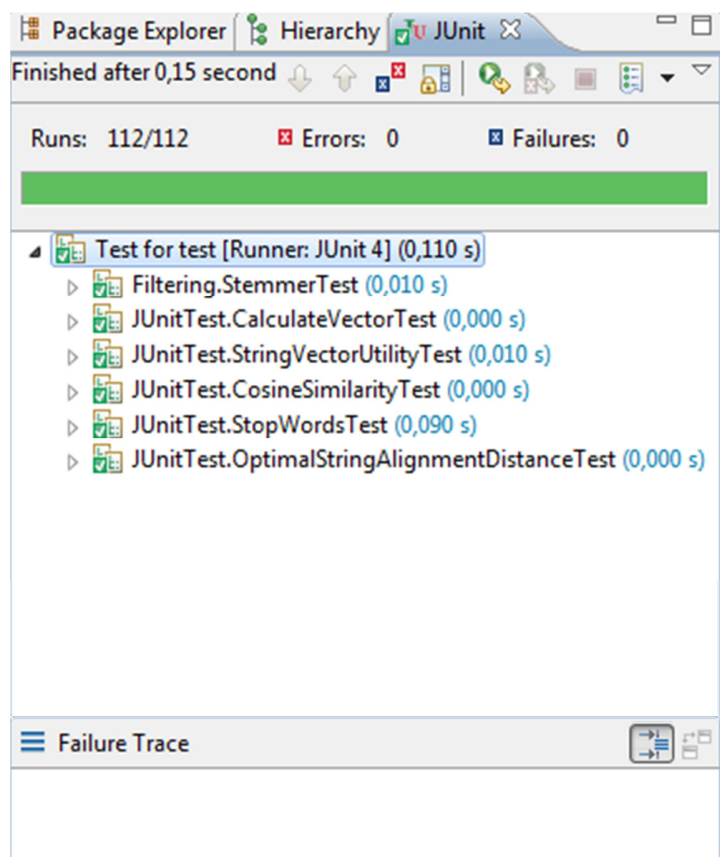 Package Explorer Hierarchy JU JUnit
Finished after 0,15 second
Runs: 112/112 Errors: 0 Failures: 0
Test for test [Runner: JUnit 4] (0,110 s)
Filtering.StemmerTest (0,010 s)
JUnitTest.CalculateVectorTest (0,000 s)
JUnitTest.StringVectorUtilityTest (0,010 s)
JUnitTest.CosineSimilarityTest (0,000 s)
JUnitTest.StopWordsTest (0,090 s)
JUnitTest.OptimalStringAlignmentDistanceTest (0,000 s)
Failure Trace